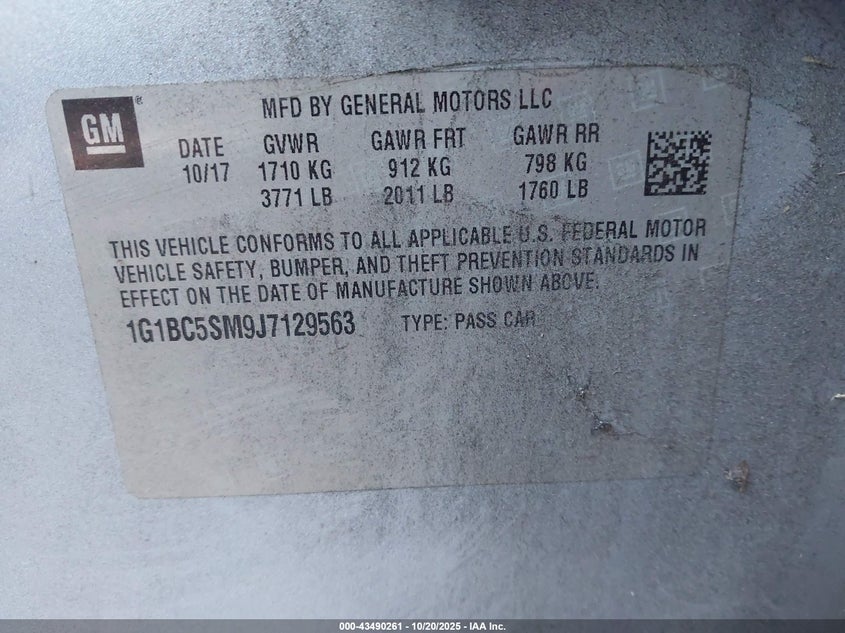 GM
®
MFD BY GENERAL MOTORS LLC
DATE GVWR GAWR FRT GAWR RR
10/17 1710 KG 912 KG 798 KG
3771 LB 2011 LB 1760 LB
THIS VEHICLE CONFORMS TO ALL APPLICABLE U.S. FEDERAL MOTOR
VEHICLE SAFETY, BUMPER, AND THEFT PREVENTION STANDARDS IN
EFFECT ON THE DATE OF MANUFACTURE SHOWN ABOVE.
1G1BC5SM9J7129563 TYPE: PASS CAR
000-43490261 - 10/20/2025 - IAA Inc.